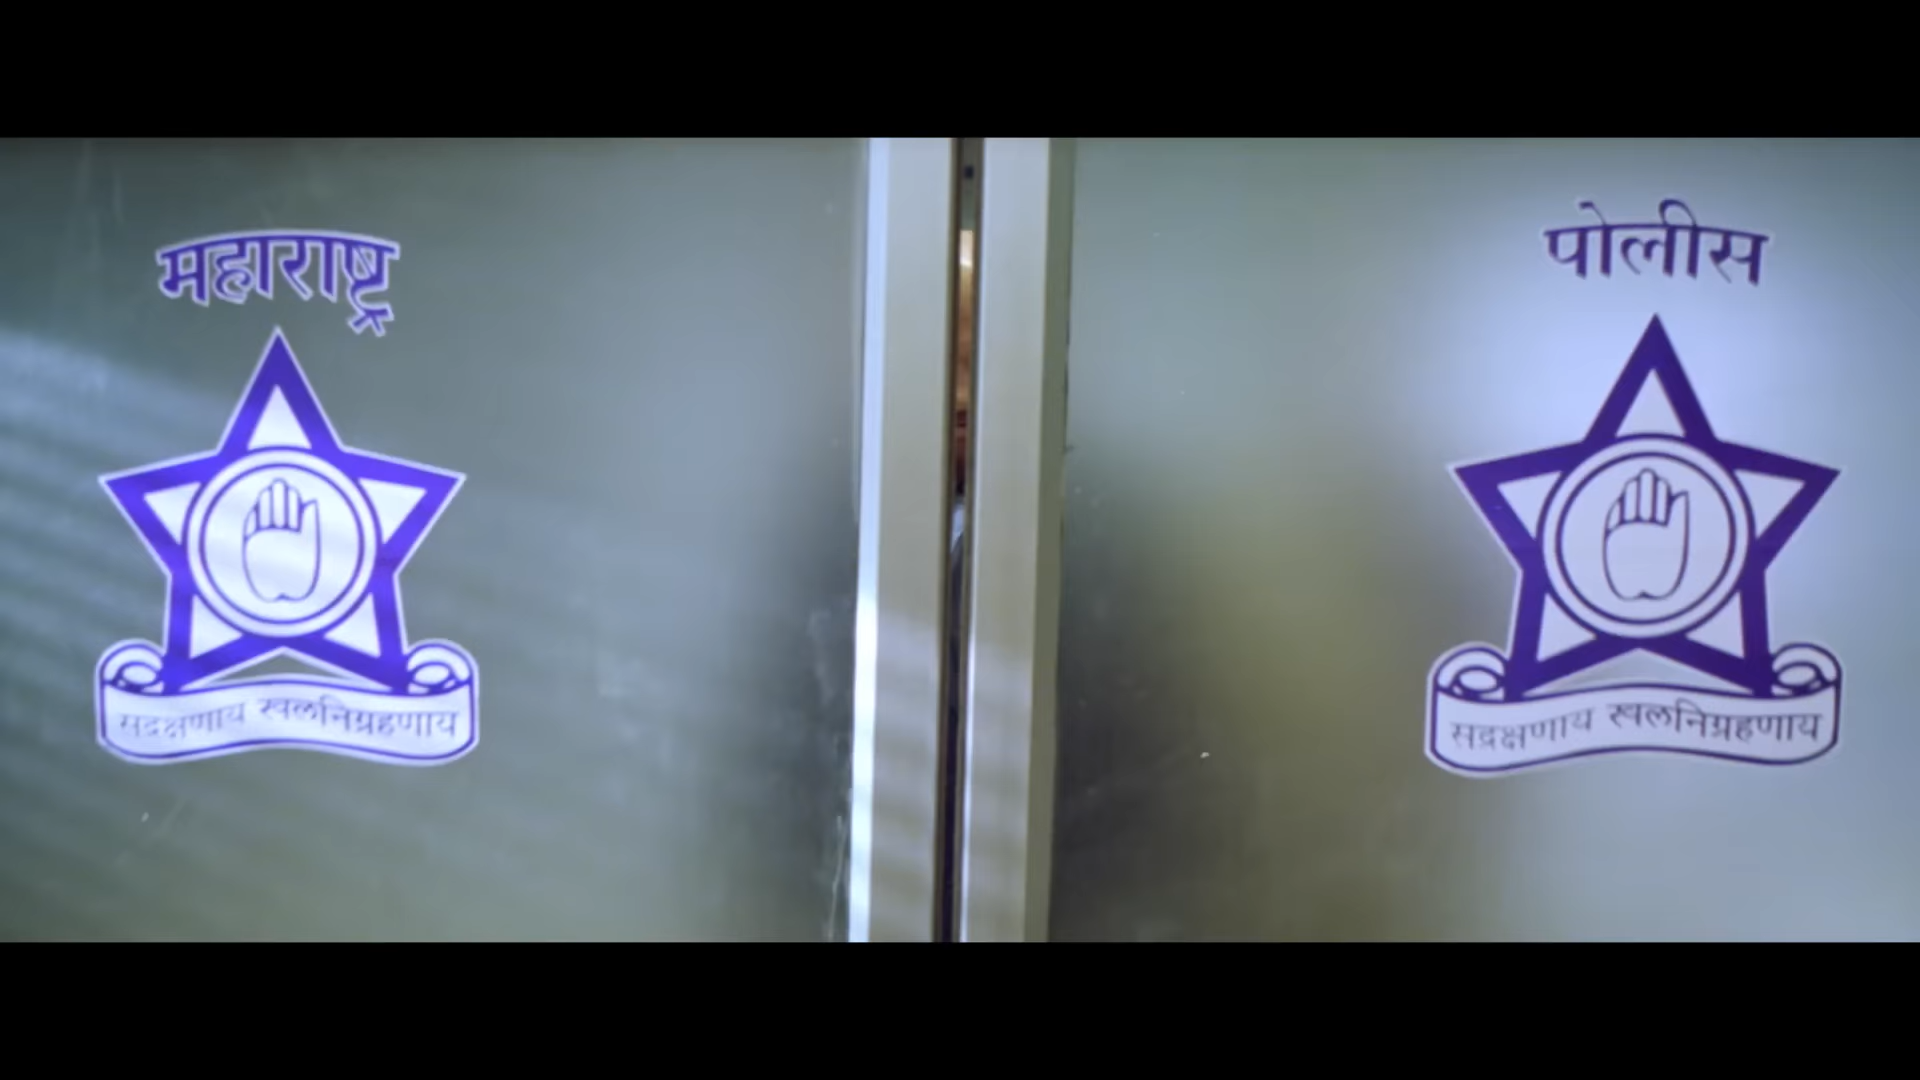 महाराष्ट्र
पोलीस
सद्रक्षणाय खलनिग्रहणाय
सद्रक्षणाय खलनिग्रहणाय